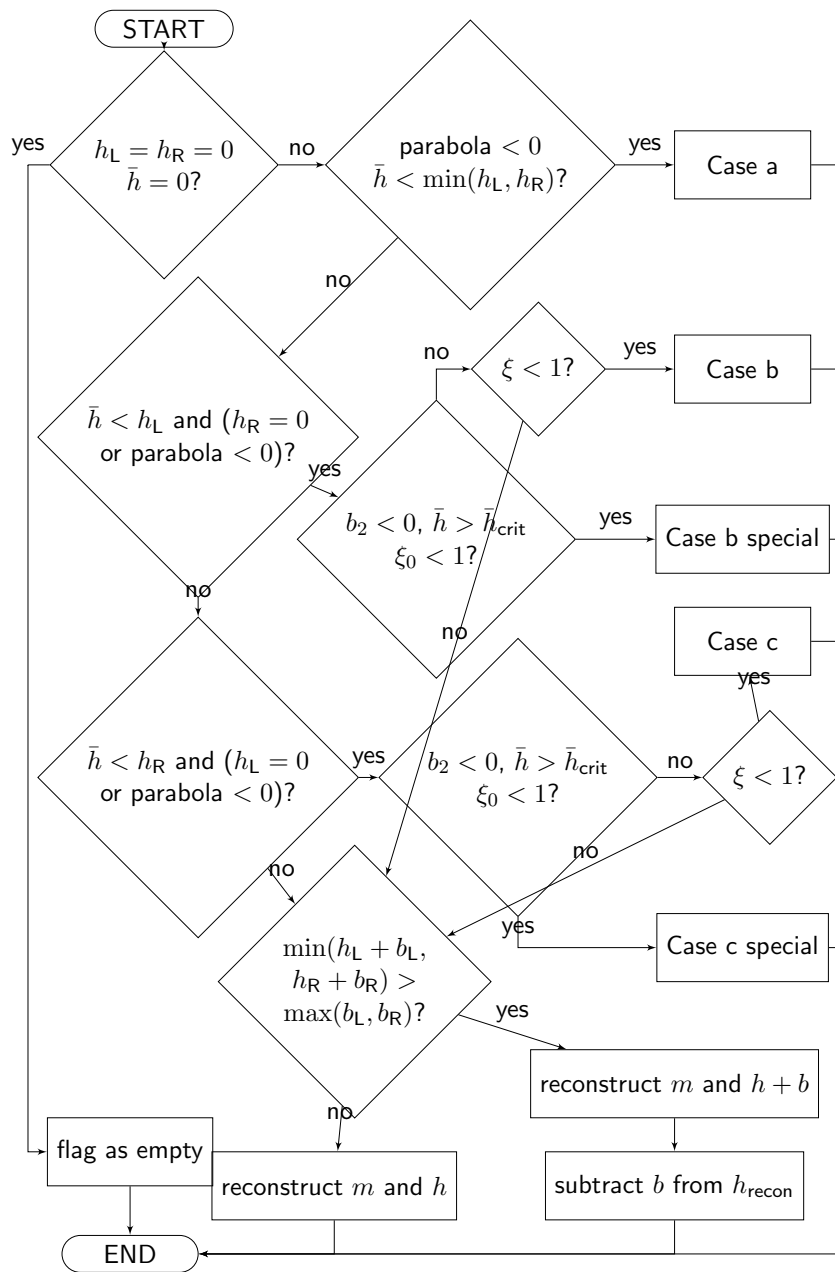 START
yes
h_L = h_R = 0
h̄ = 0?
no
parabola < 0
h̄ < min(h_L, h_R)?
yes
Case a
no
no
ξ < 1?
yes
Case b
h̄ < h_L and (h_R = 0
or parabola < 0)?
yes
b_2 < 0, h̄ > h̄_crit
ξ_0 < 1?
yes
Case b special
no
no
Case c
yes
h̄ < h_R and (h_L = 0
or parabola < 0)?
yes
b_2 < 0, h̄ > h̄_crit
ξ_0 < 1?
no
ξ < 1?
no
no
yes
Case c special
min(h_L + b_L,
h_R + b_R) >
max(b_L, b_R)?
yes
reconstruct m and h + b
no
flag as empty
reconstruct m and h
subtract b from h_recon
END